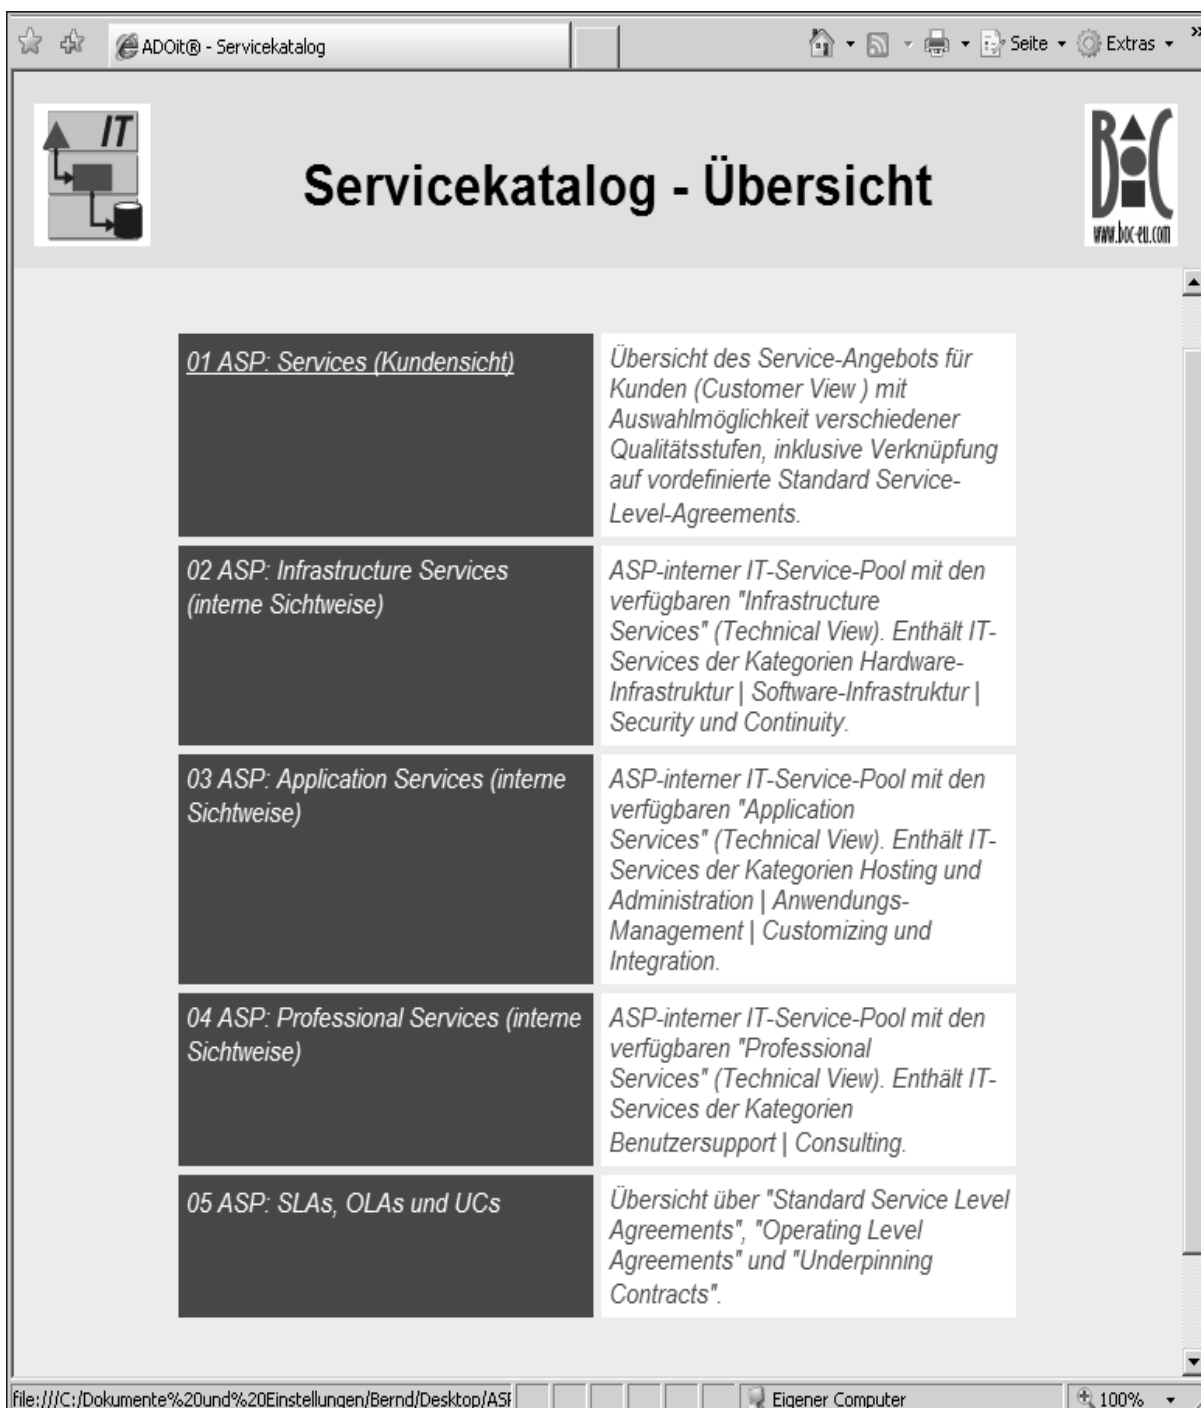 ADOit® - Servicekatalog
Seite
Extras
IT
Servicekatalog - Übersicht
BOC
www.boc-eu.com
01 ASP: Services (Kundensicht)
Übersicht des Service-Angebots für
Kunden (Customer View ) mit
Auswahlmöglichkeit verschiedener
Qualitätsstufen, inklusive Verknüpfung
auf vordefinierte Standard Service-
Level-Agreements.
02 ASP: Infrastructure Services
(interne Sichtweise)
ASP-interner IT-Service-Pool mit den
verfügbaren "Infrastructure
Services" (Technical View). Enthält IT-
Services der Kategorien Hardware-
Infrastruktur | Software-Infrastruktur |
Security und Continuity.
03 ASP: Application Services (interne
Sichtweise)
ASP-interner IT-Service-Pool mit den
verfügbaren "Application
Services" (Technical View). Enthält IT-
Services der Kategorien Hosting und
Administration | Anwendungs-
Management | Customizing und
Integration.
04 ASP: Professional Services (interne
Sichtweise)
ASP-interner IT-Service-Pool mit den
verfügbaren "Professional
Services" (Technical View). Enthält IT-
Services der Kategorien
Benutzersupport | Consulting.
05 ASP: SLAs, OLAs und UCs
Übersicht über "Standard Service Level
Agreements", "Operating Level
Agreements" und "Underpinning
Contracts".
file:///C:/Dokumente%20und%20Einstellungen/Bernd/Desktop/ASP
Eigener Computer
100%